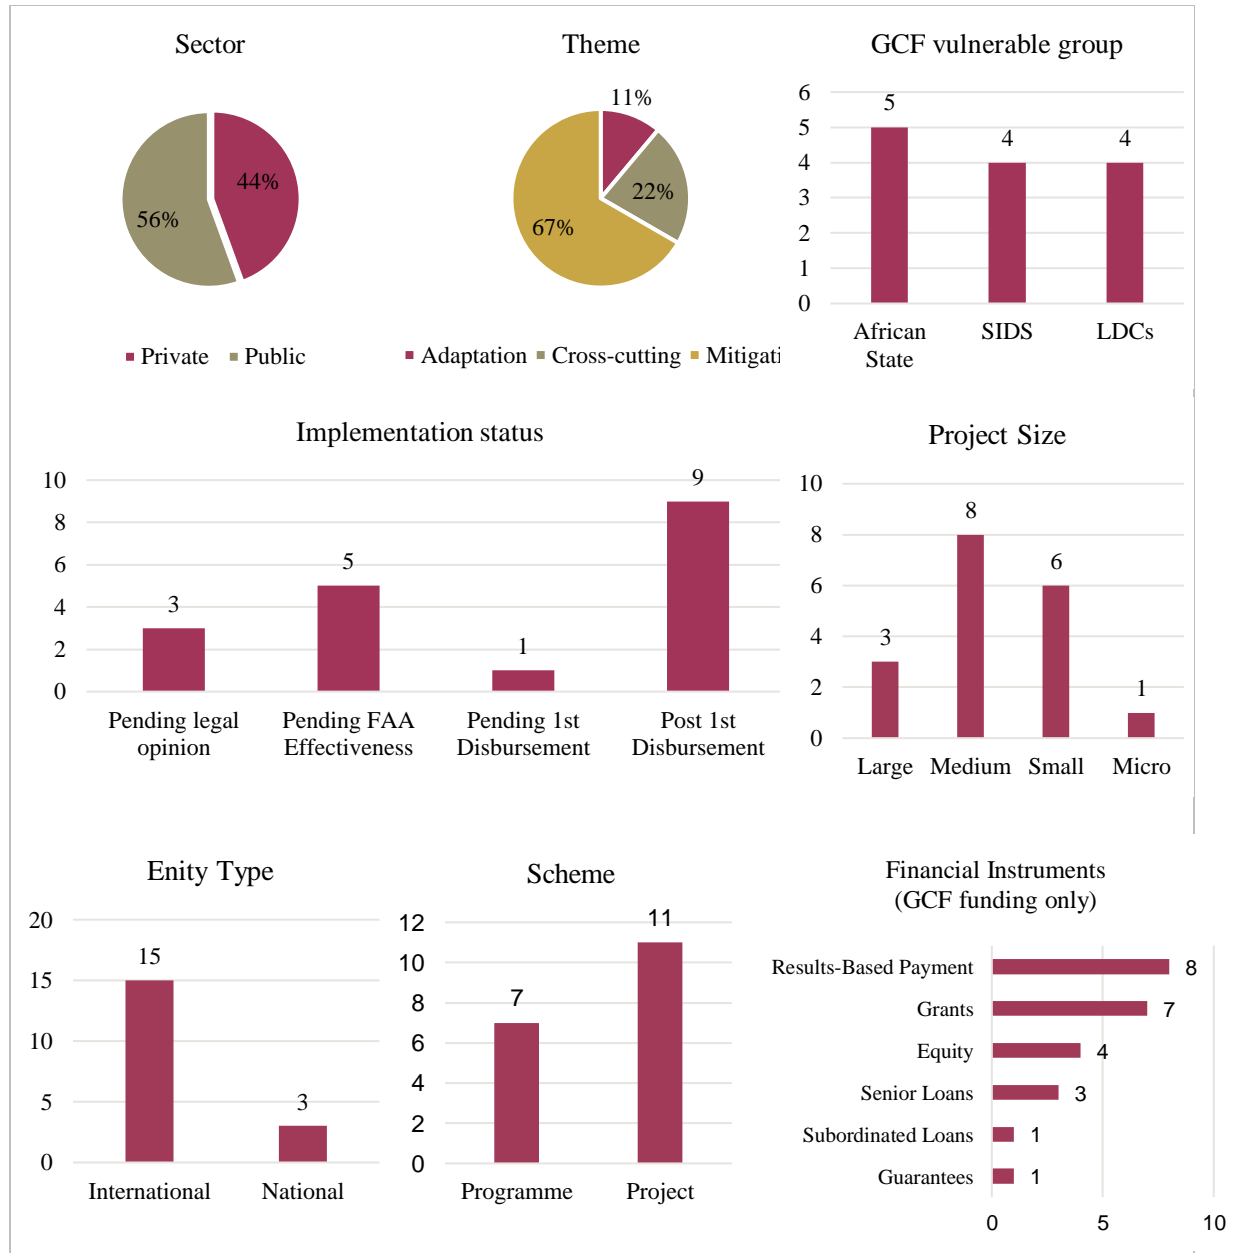 Sector
44%
56%
Private Public
Theme
11%
22%
67%
Adaptation Cross-cutting Mitigati
GCF vulnerable group
6
5
4
3
2
1
0
5
4
4
African
State
SIDS
LDCs
Implementation status
10
8
6
4
2
0
3
5
1
9
Pending legal
opinion
Pending FAA
Effectiveness
Pending 1st
Disbursement
Post 1st
Disbursement
Project Size
10
8
6
4
2
0
3
8
6
1
Large Medium Small Micro
Enity Type
20
15
10
5
0
15
3
International National
Scheme
12
10
8
6
4
2
0
7
11
Programme Project
Financial Instruments
(GCF funding only)
Results-Based Payment 8
Grants 7
Equity 4
Senior Loans 3
Subordinated Loans 1
Guarantees 1
0 5 10